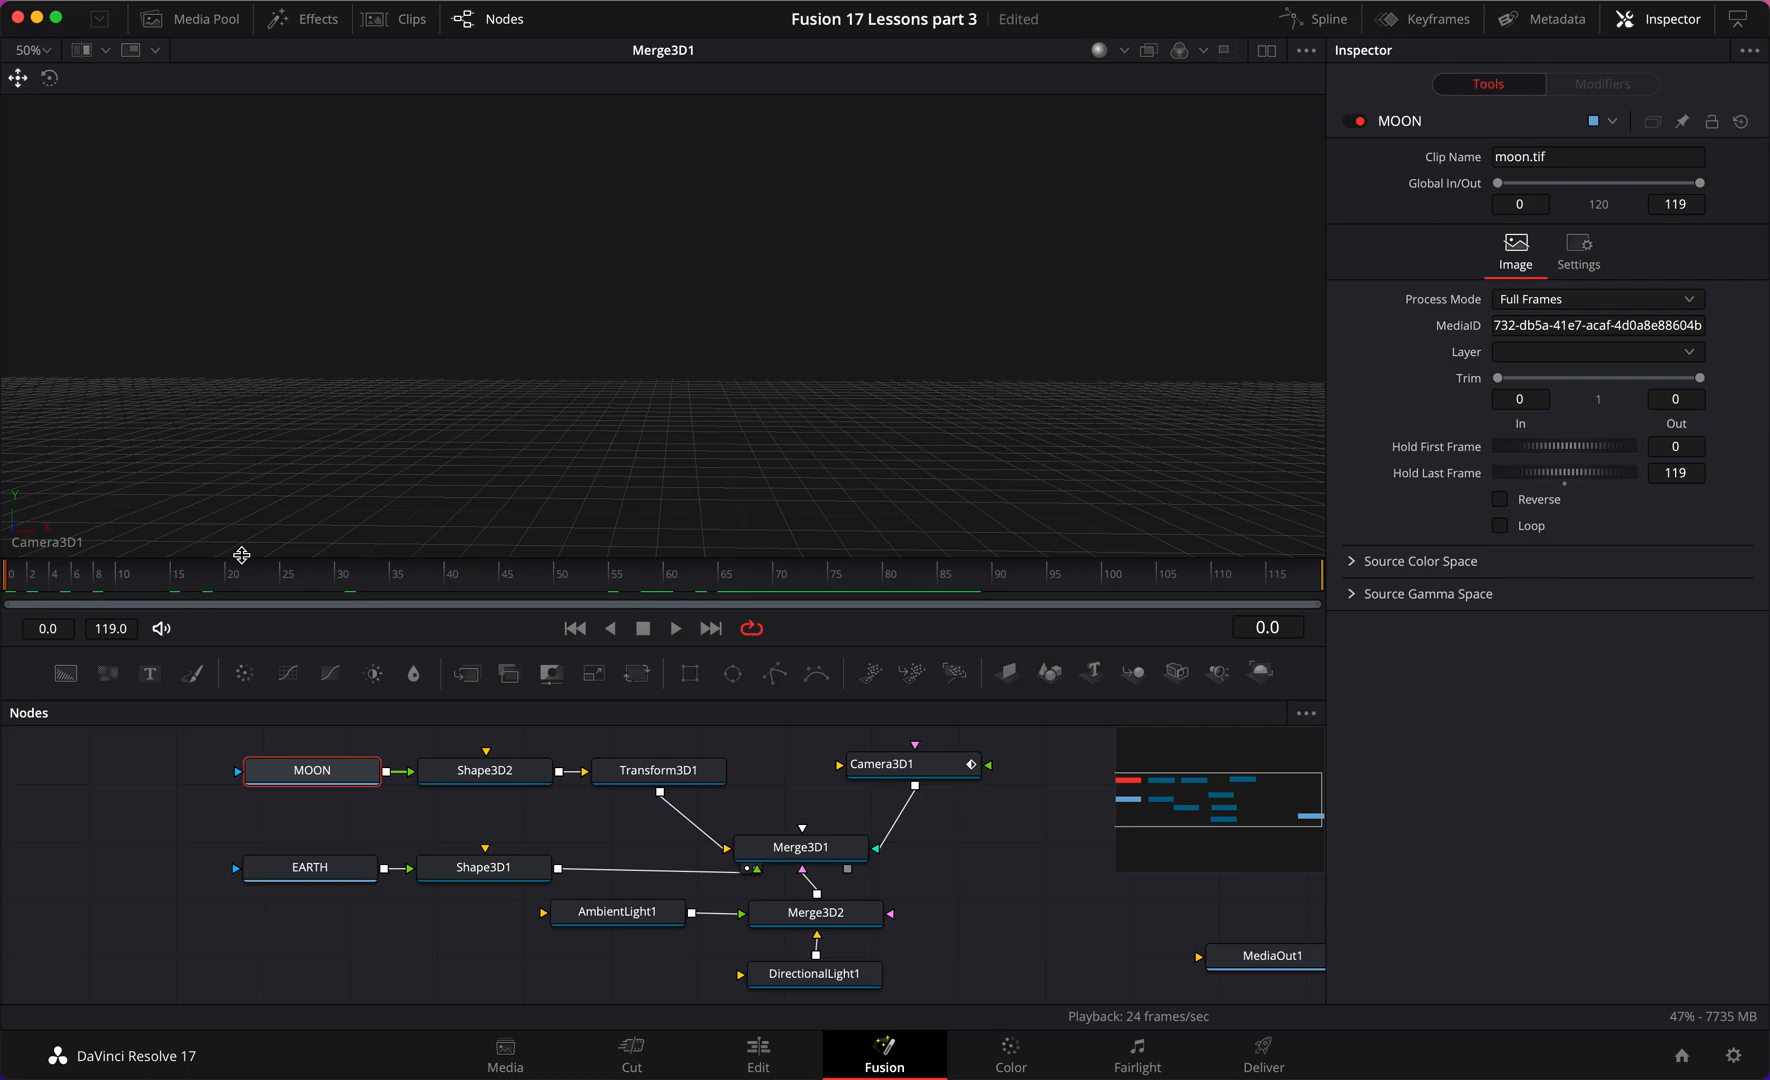 Media Pool Effects Clips Nodes Fusion 17 Lessons part 3 Edited Spline Keyframes Metadata Inspector
50% Merge3D1 Inspector
Tools Modifiers
MOON
Clip Name moon.tif
Global In/Out
0 120 119
Image Settings
Process Mode Full Frames
MediaID 732-db5a-41e7-acaf-4d0a8e88604b
Layer
Trim
0 1 0
In Out
Hold First Frame 0
Hold Last Frame 119
Reverse
Loop
Source Color Space
Source Gamma Space
Y
X
Camera3D1
0 2 4 6 8 10 15 20 25 30 35 40 45 50 55 60 65 70 75 80 85 90 95 100 105 110 115
0.0 119.0 0.0
T T
Nodes
MOON Shape3D2 Transform3D1 Camera3D1
Merge3D1
EARTH Shape3D1
AmbientLight1 Merge3D2
MediaOut1
DirectionalLight1
Playback: 24 frames/sec 47% - 7735 MB
DaVinci Resolve 17 Media Cut Edit Fusion Color Fairlight Deliver